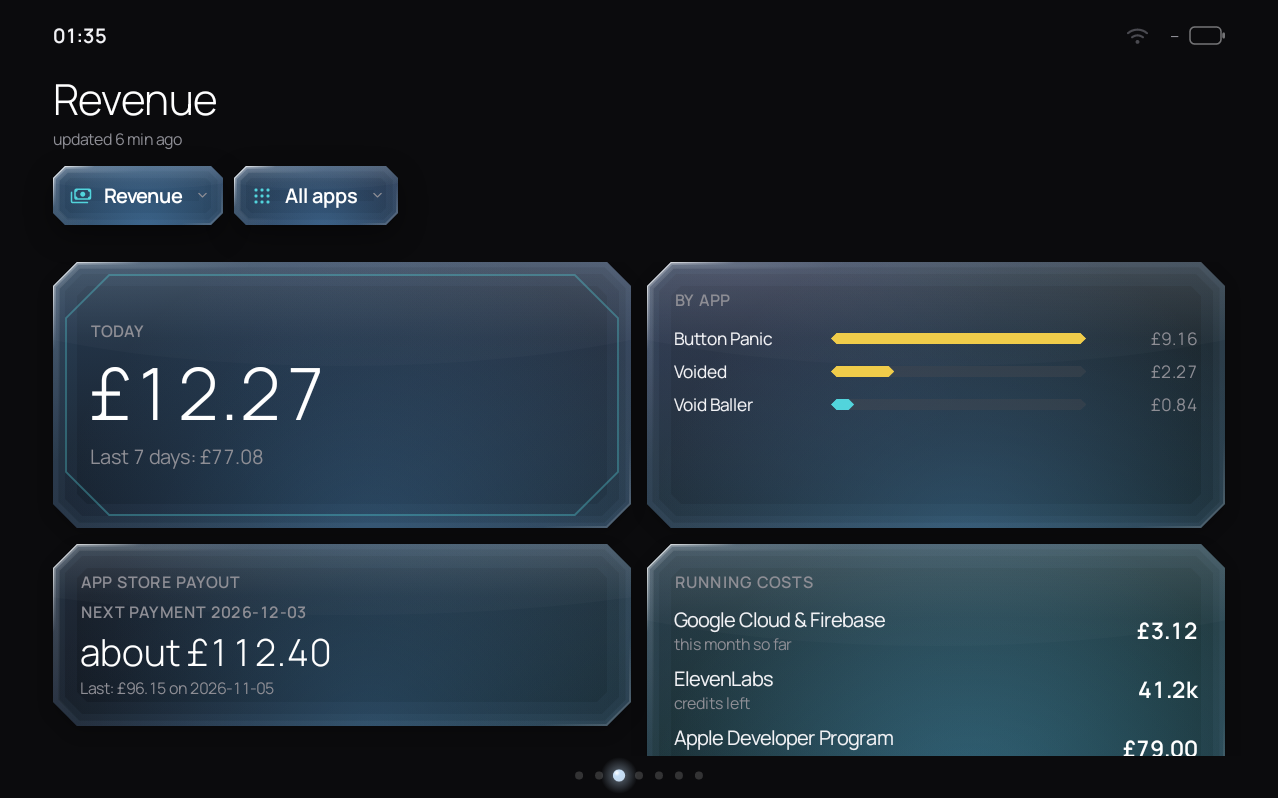 01:35
–
Revenue
updated 6 min ago
Revenue
All apps
TODAY
£12.27
Last 7 days: £77.08
BY APP
Button Panic £9.16
Voided £2.27
Void Baller £0.84
APP STORE PAYOUT
NEXT PAYMENT 2026-12-03
about £112.40
Last: £96.15 on 2026-11-05
RUNNING COSTS
Google Cloud & Firebase
this month so far
£3.12
ElevenLabs
credits left
41.2k
Apple Developer Program
£79.00